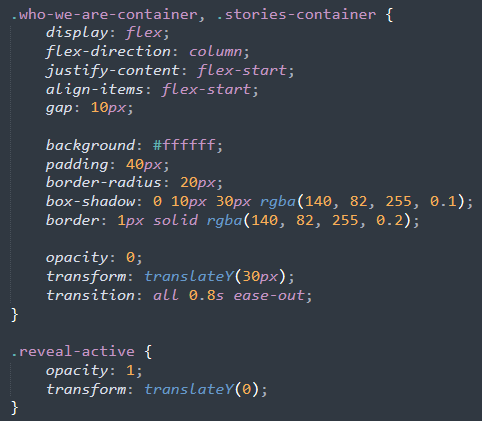 .who-we-are-container, .stories-container {
    display: flex;
    flex-direction: column;
    justify-content: flex-start;
    align-items: flex-start;
    gap: 10px;

    background: #ffffff;
    padding: 40px;
    border-radius: 20px;
    box-shadow: 0 10px 30px rgba(140, 82, 255, 0.1);
    border: 1px solid rgba(140, 82, 255, 0.2);

    opacity: 0;
    transform: translateY(30px);
    transition: all 0.8s ease-out;
}

.reveal-active {
    opacity: 1;
    transform: translateY(0);
}